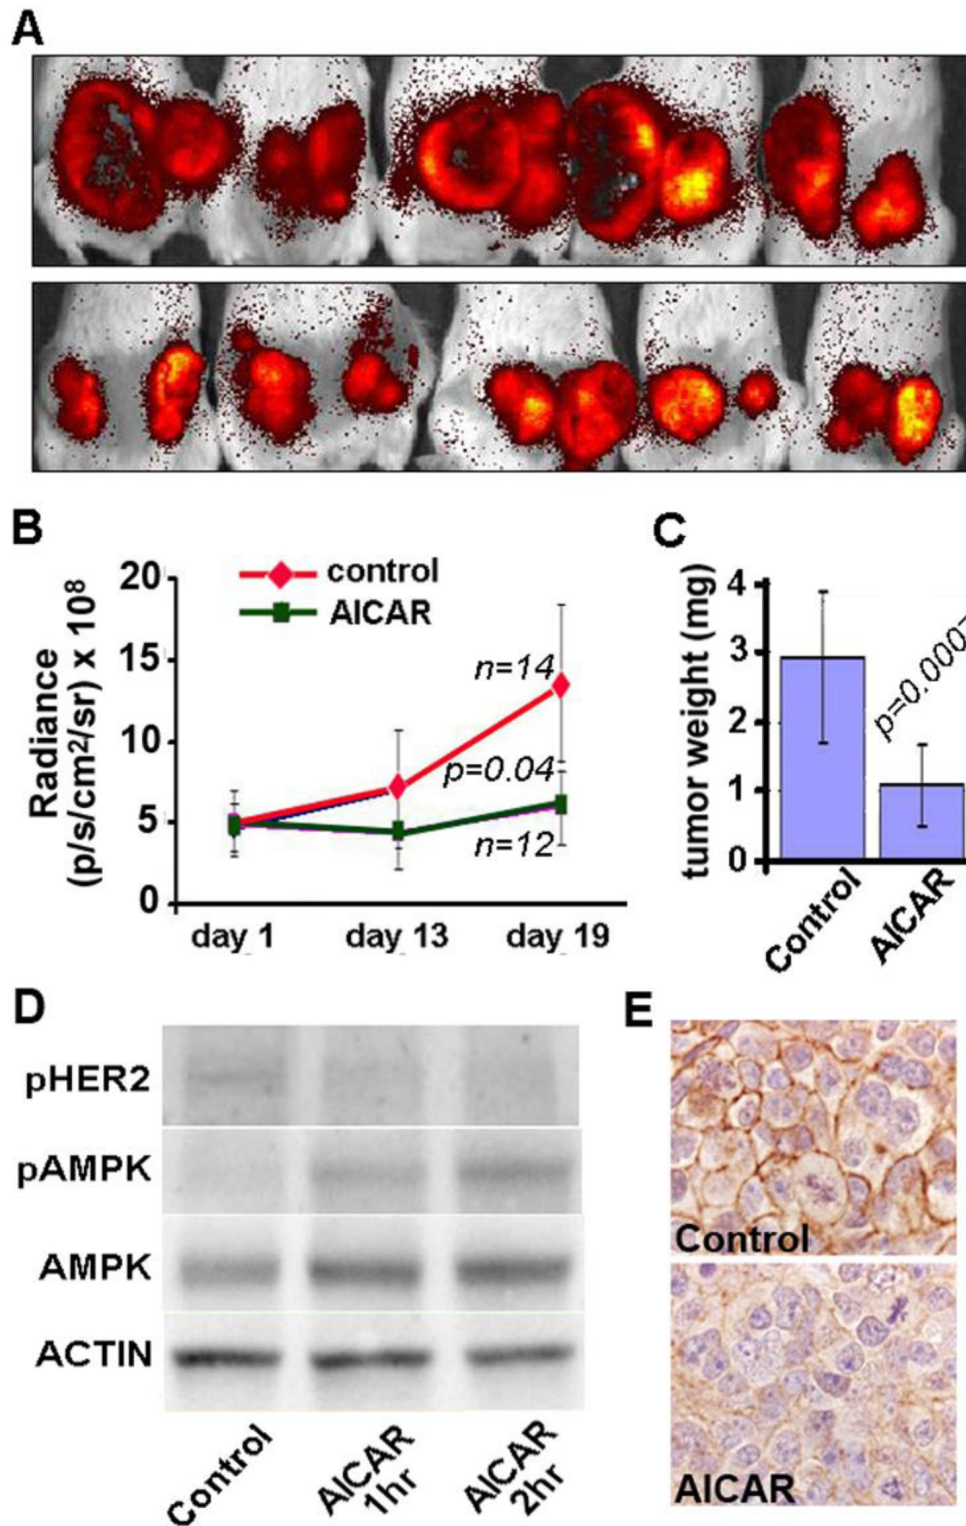 A
B
Radiance
(p/s/cm²/sr) x 10⁸
20
15
10
5
0
control
AICAR
n=14
p=0.04
n=12
day 1
day 13
day 19
C
tumor weight (mg)
4
3
2
1
0
Control
AICAR
D
pHER2
pAMPK
AMPK
ACTIN
Control
AICAR
1hr
AICAR
2hr
E
Control
AICAR